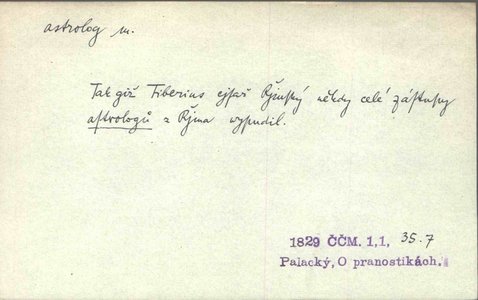 astrolog m.
Tak giž Tiberius cýsař Řjmský někdy celé zástupy
astrologů z Řjma wypudil.
1829 ČČM. 1,1, 35.7
Palacký, O pranostikách.